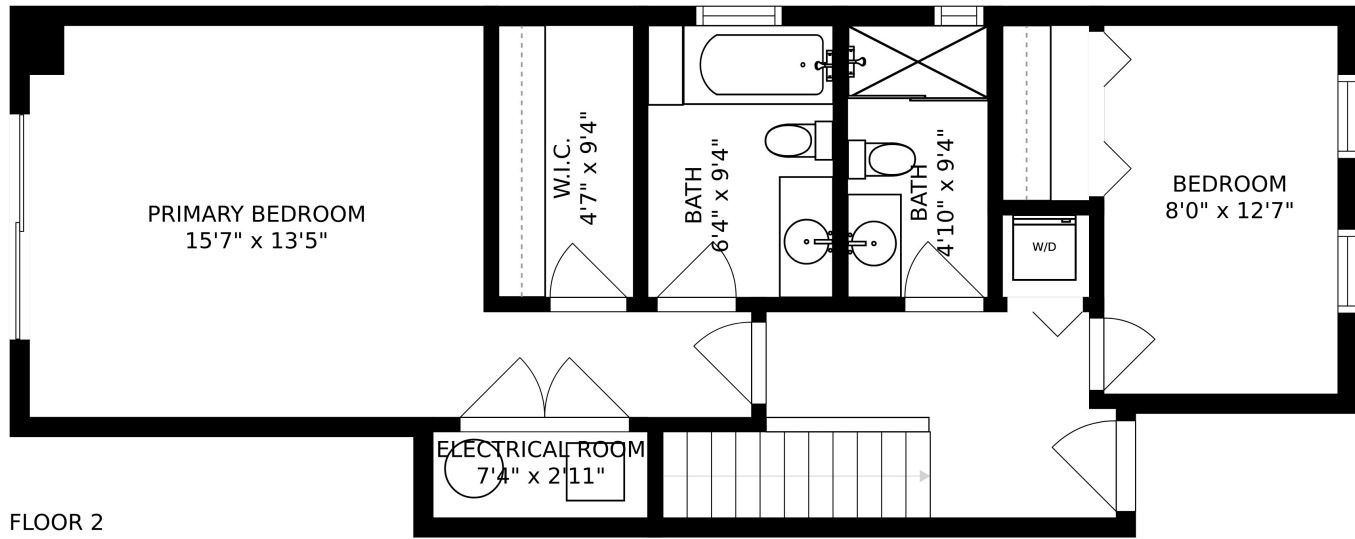 PRIMARY BEDROOM
15'7" x 13'5"
W.I.C.
4'7" x 9'4"
BATH
6'4" x 9'4"
BATH
4'10" x 9'4"
W/D
BEDROOM
8'0" x 12'7"
ELECTRICAL ROOM
7'4" x 2'11"
FLOOR 2